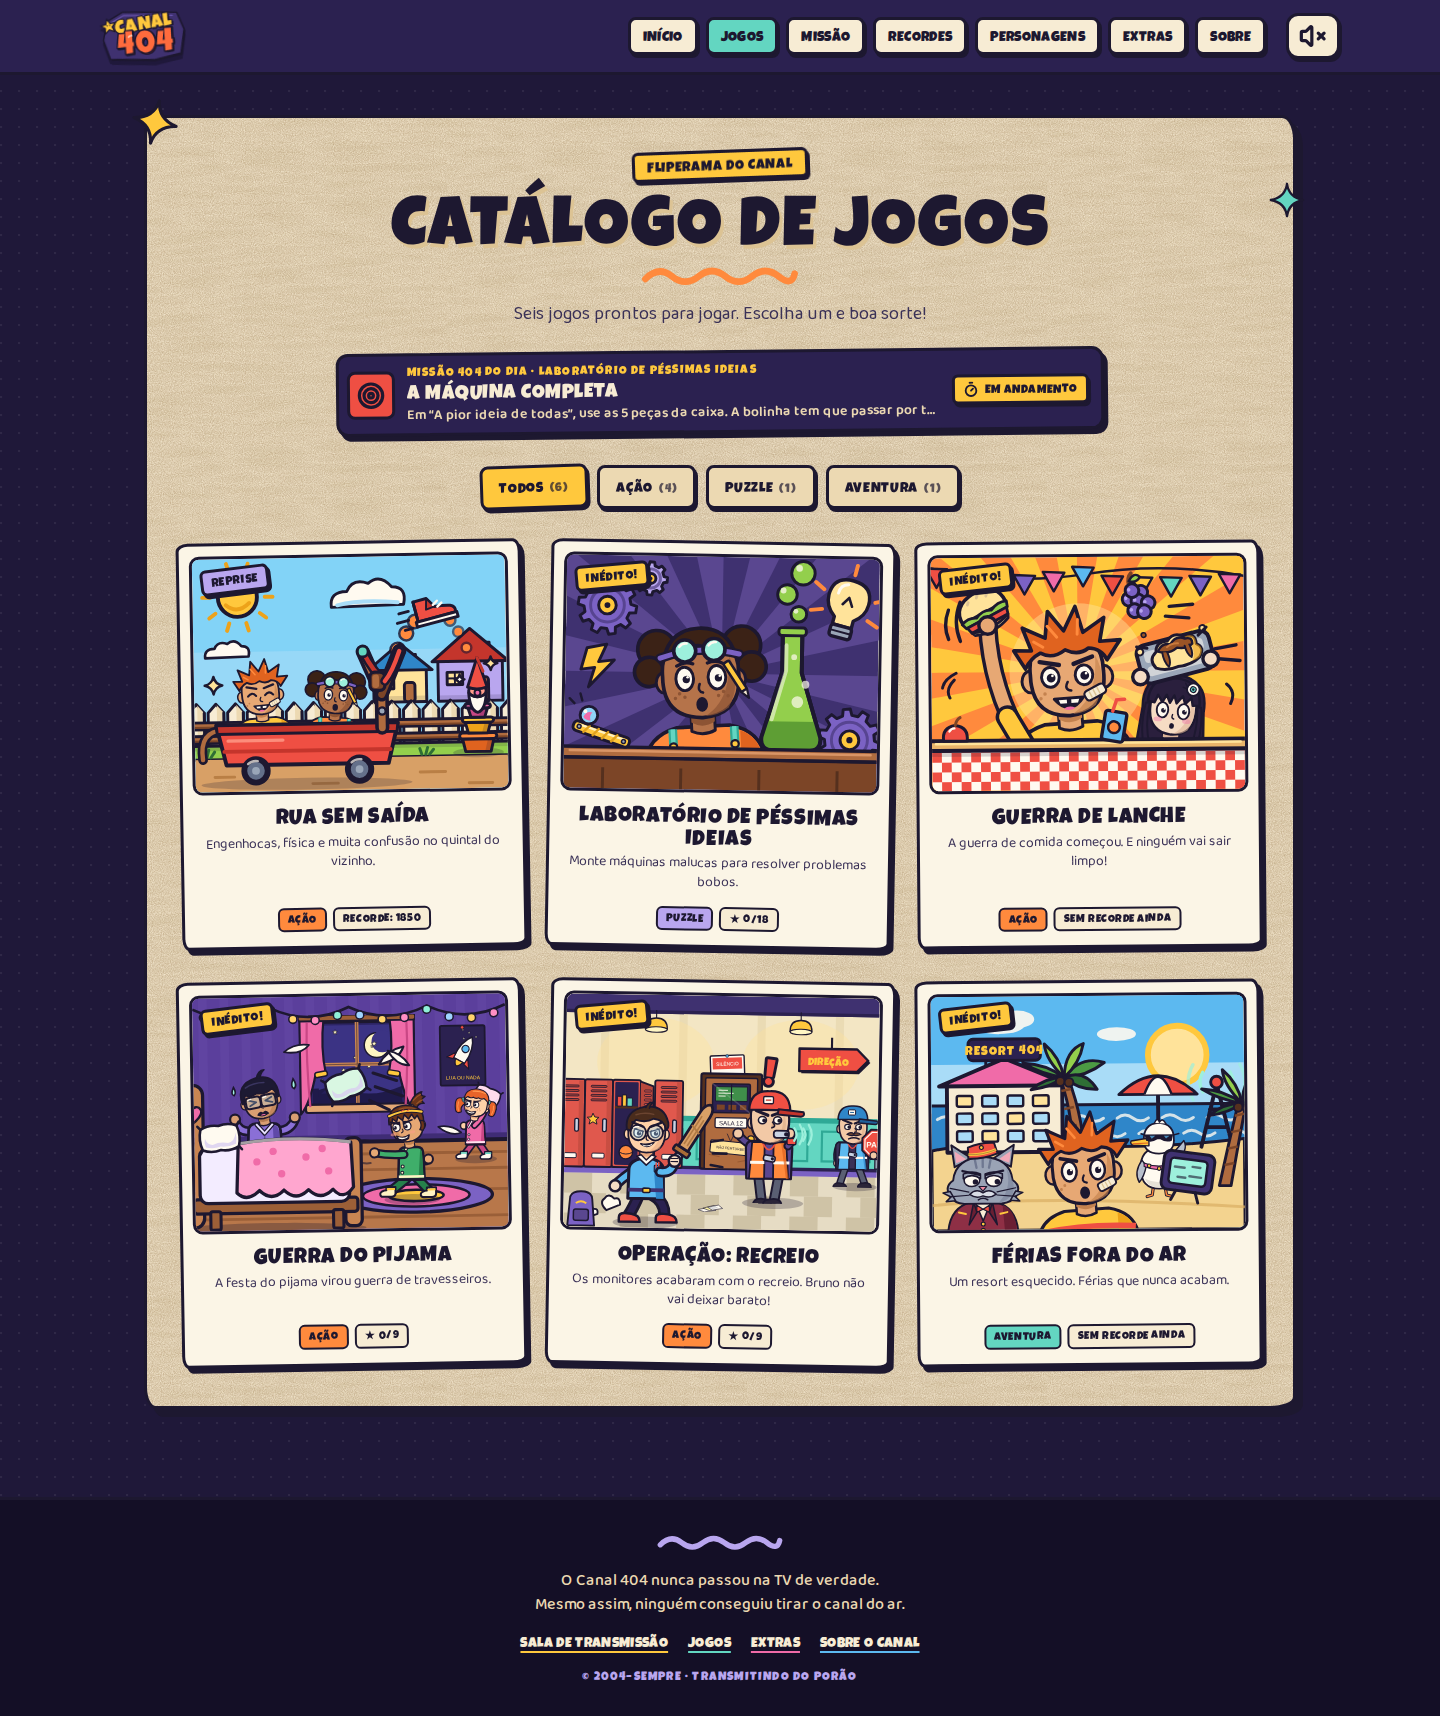 CANAL
404
INÍCIO
JOGOS
MISSÃO
RECORDES
PERSONAGENS
EXTRAS
SOBRE
FLIPERAMA DO CANAL
CATÁLOGO DE JOGOS
Seis jogos prontos para jogar. Escolha um e boa sorte!
MISSÃO 404 DO DIA · LABORATÓRIO DE PÉSSIMAS IDEIAS
A MÁQUINA COMPLETA
Em "A pior ideia de todas", use as 5 peças da caixa. A bolinha tem que passar por t...
EM ANDAMENTO
TODOS (6)
AÇÃO (4)
PUZZLE (1)
AVENTURA (1)
REPRISE
RUA SEM SAÍDA
Engenhocas, física e muita confusão no quintal do
vizinho.
AÇÃO
RECORDE: 1850
INÉDITO!
LABORATÓRIO DE PÉSSIMAS
IDEIAS
Monte máquinas malucas para resolver problemas
bobos.
PUZZLE
★ 0/18
INÉDITO!
GUERRA DE LANCHE
A guerra de comida começou. E ninguém vai sair
limpo!
AÇÃO
SEM RECORDE AINDA
INÉDITO!
LUA OU NADA
GUERRA DO PIJAMA
A festa do pijama virou guerra de travesseiros.
AÇÃO
★ 0/9
INÉDITO!
SILÊNCIO
DIREÇÃO
SALA 12
PA
OPERAÇÃO: RECREIO
Os monitores acabaram com o recreio. Bruno não
vai deixar barato!
AÇÃO
★ 0/9
INÉDITO!
RESORT 404
FÉRIAS FORA DO AR
Um resort esquecido. Férias que nunca acabam.
AVENTURA
SEM RECORDE AINDA
O Canal 404 nunca passou na TV de verdade.
Mesmo assim, ninguém conseguiu tirar o canal do ar.
SALA DE TRANSMISSÃO
JOGOS
EXTRAS
SOBRE O CANAL
© 2004–SEMPRE · TRANSMITINDO DO PORÃO